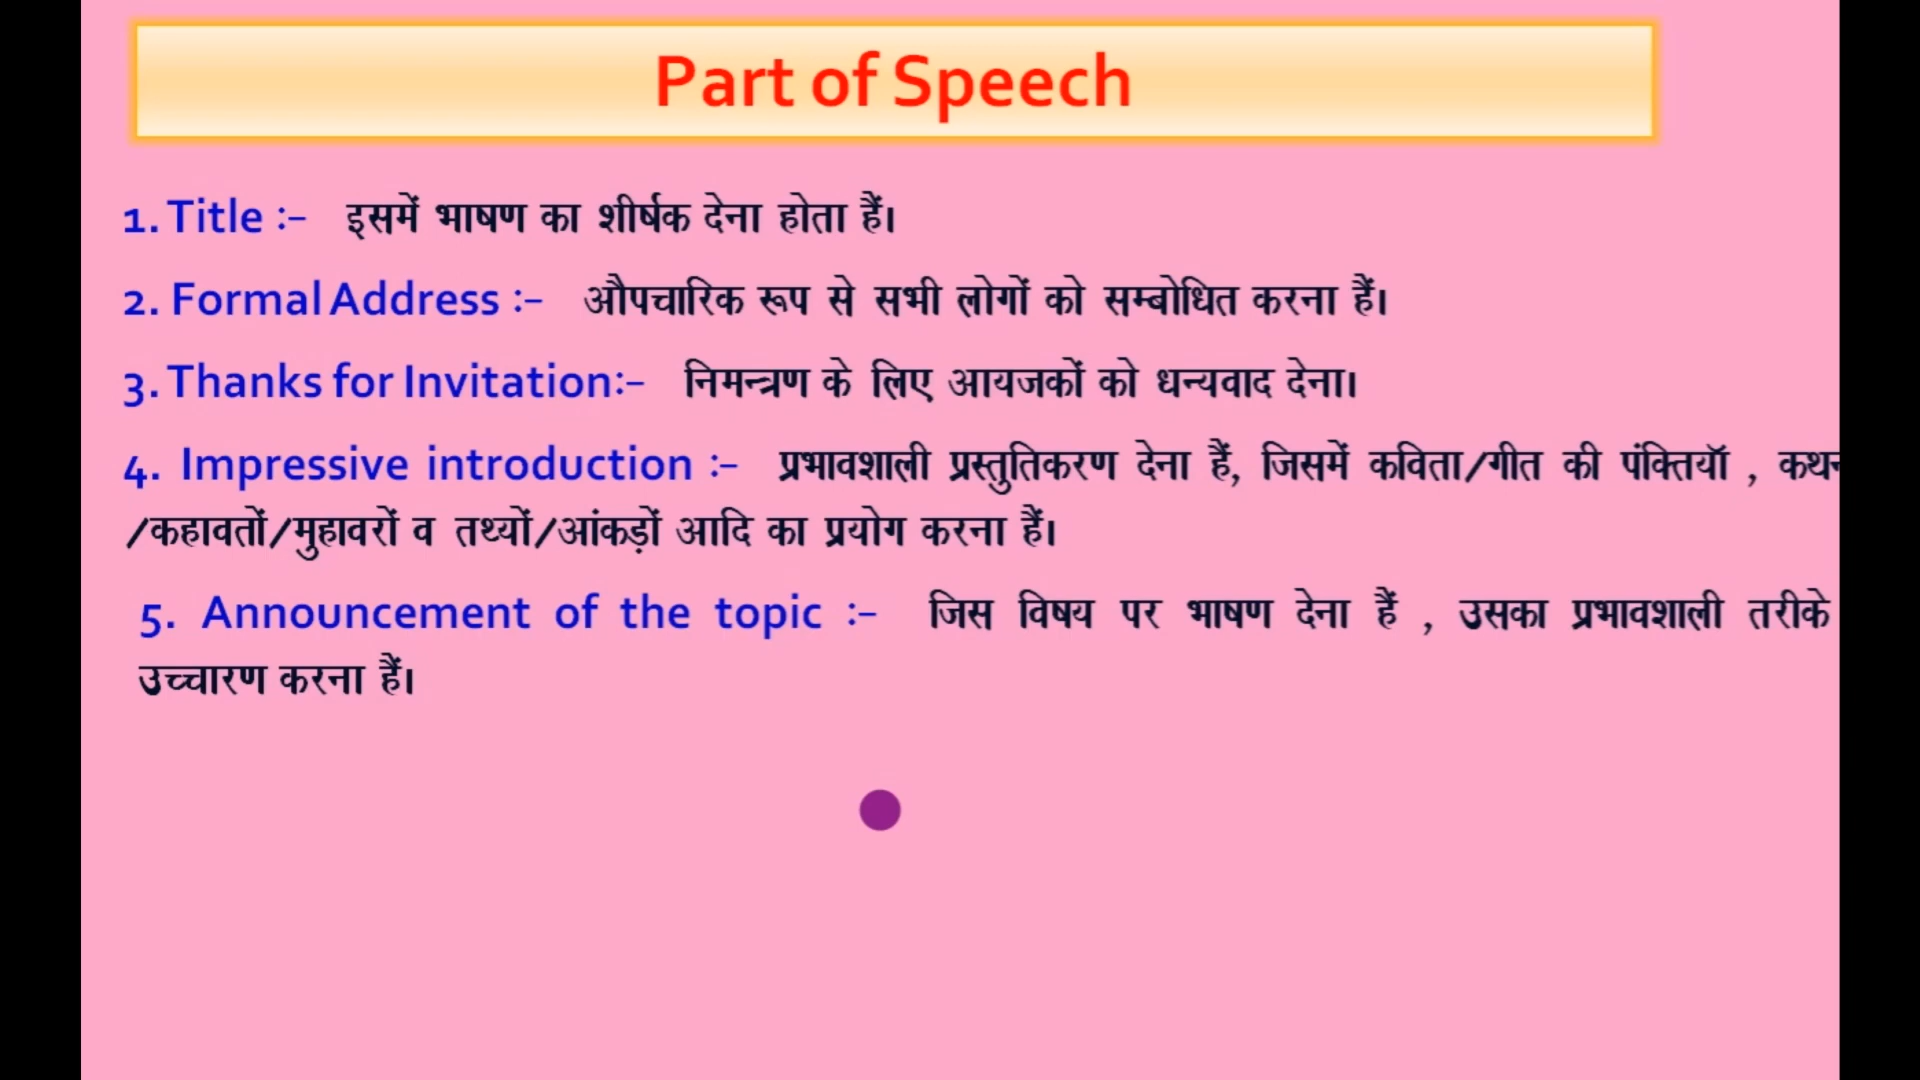 Part of Speech
1. Title :- इसमें भाषण का शीर्षक देना होता हैं।
2. Formal Address :- औपचारिक रूप से सभी लोगों को सम्बोधित करना हैं।
3. Thanks for Invitation:- निमन्त्रण के लिए आयजकों को धन्यवाद देना।
4. Impressive introduction :- प्रभावशाली प्रस्तुतिकरण देना हैं, जिसमें कविता/गीत की पंक्तियॉ ,
/कहावतों/मुहावरों व तथ्यों/आंकड़ों आदि का प्रयोग करना हैं।
5. Announcement of the topic :- जिस विषय पर भाषण देना हैं , उसका प्रभावशाली तरीके
उच्चारण करना हैं।